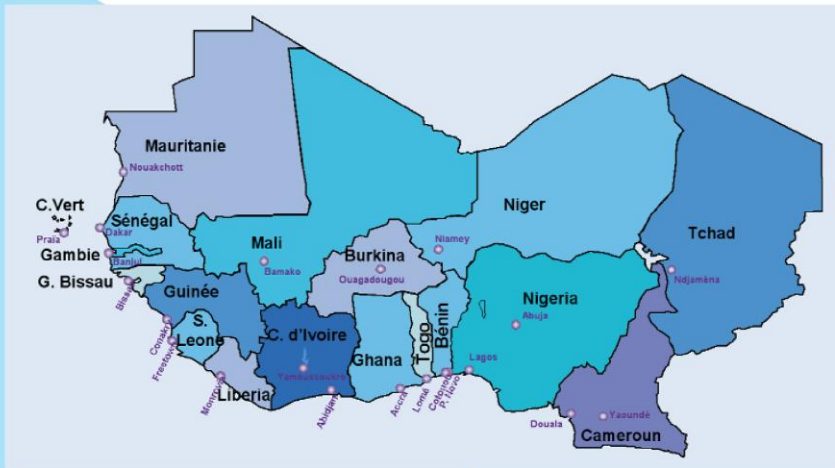 Mauritanie
Nouakchott
C.Vert
Praia
Sénégal
Dakar
Gambie
Banjul
G. Bissau
Bissau
Mali
Bamako
Burkina
Ouagadougou
Niger
Niamey
Tchad
Ndjaména
Guinée
Conakry
S.
Leone
Freetown
Liberia
Monrovia
C. d'Ivoire
Yamoussoukro
Abidjan
Ghana
Accra
Togo
Lomé
Bénin
Cotonou
P. Novo
Nigeria
Abuja
Lagos
Cameroun
Douala
Yaoundé